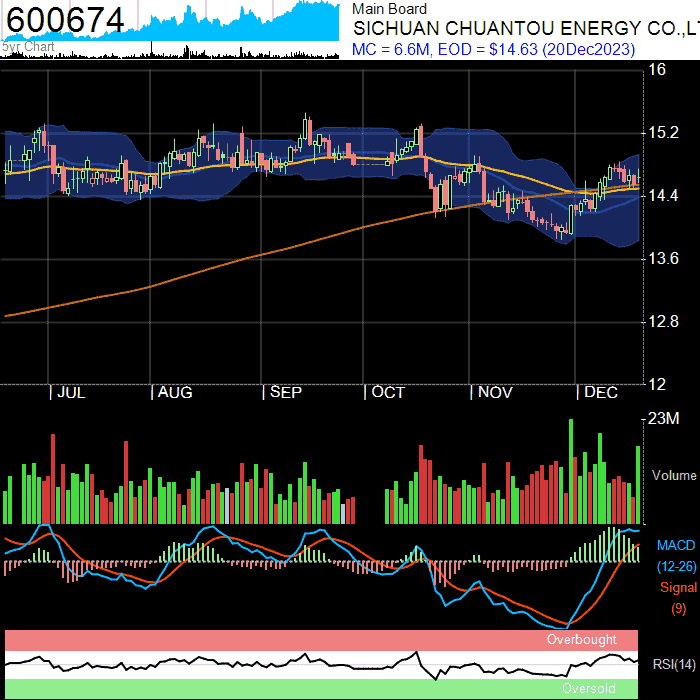 600674
5yr Chart
Main Board
SICHUAN CHUANTOU ENERGY CO.,LT
MC = 6.6M, EOD = $14.63 (20Dec2023)
16
15.2
14.4
13.6
12.8
12
JUL AUG SEP OCT NOV DEC
23M
Volume
MACD
(12-26)
Signal
(9)
Overbought
RSI(14)
Oversold